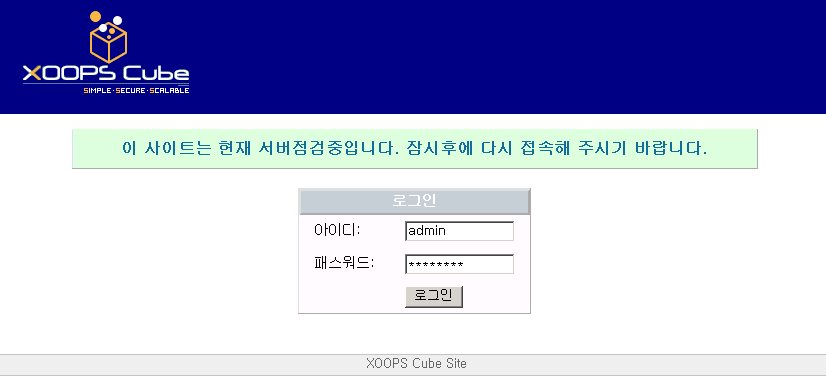 XOOPS Cube
SIMPLE·SECURE·SCALABLE
이 사이트는 현재 서버점검중입니다. 잠시후에 다시 접속해 주시기 바랍니다.
로그인
아이디: admin
패스워드: ********
로그인
XOOPS Cube Site